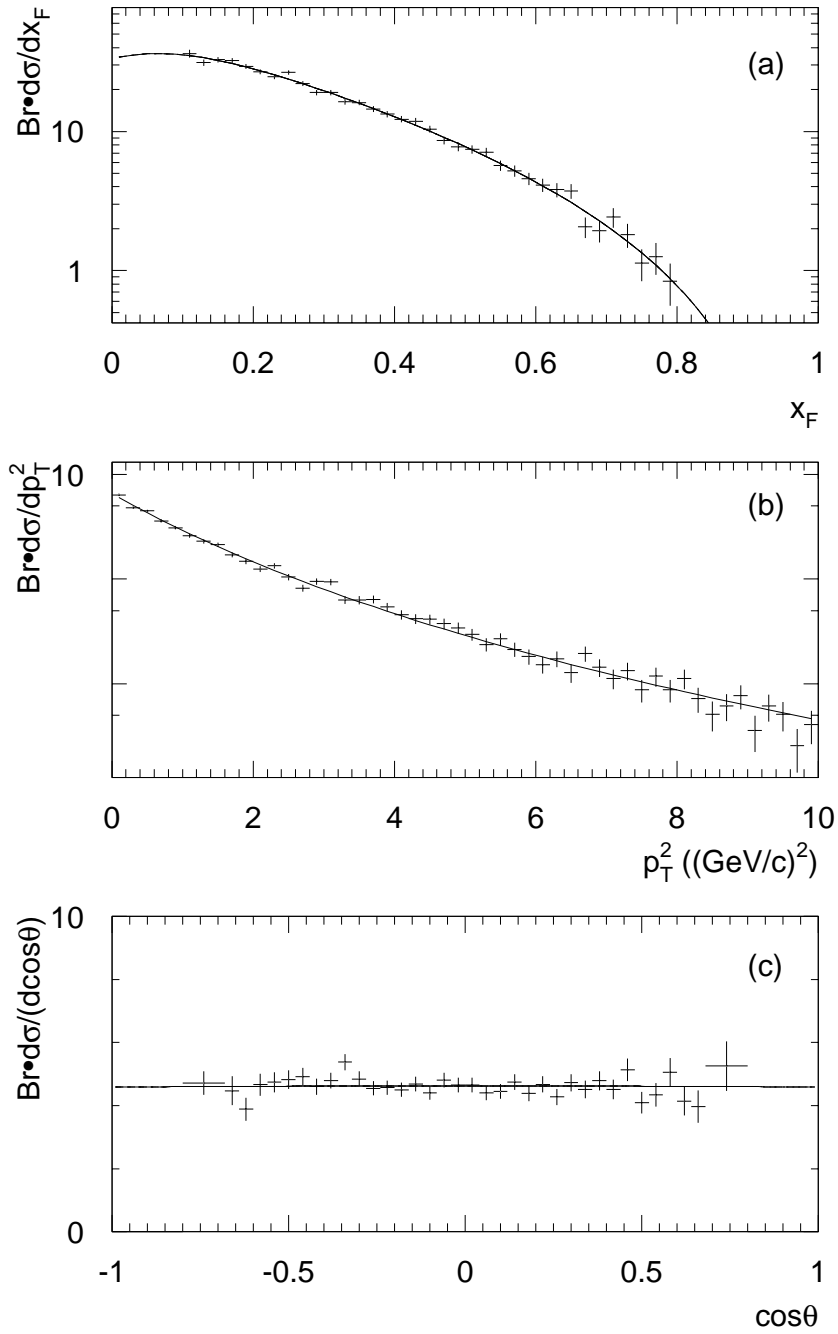 Br•dσ/dx_F
(a)
10
1
0 0.2 0.4 0.6 0.8 1
x_F
Br•dσ/dp_T^2
(b)
10
0 2 4 6 8 10
p_T^2 ((GeV/c)^2)
Br•dσ/(dcosθ)
(c)
10
0
-1 -0.5 0 0.5 1
cosθ